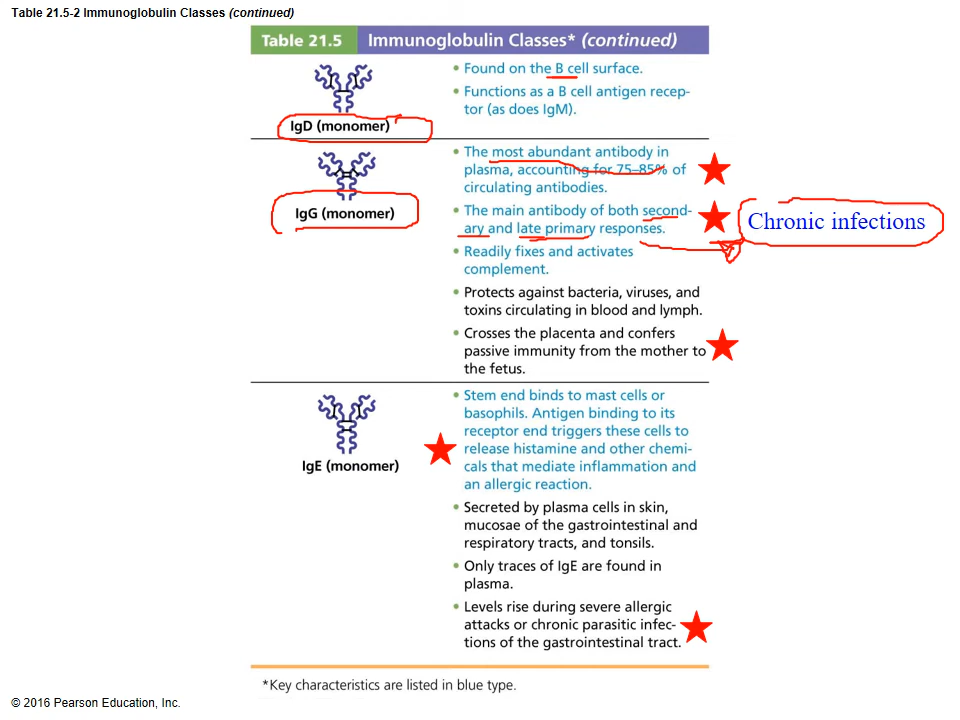 Table 21.5-2 Immunoglobulin Classes (continued)
Table 21.5 Immunoglobulin Classes* (continued)
IgD (monomer)
• Found on the B cell surface.
• Functions as a B cell antigen recep-
tor (as does IgM).
IgG (monomer)
• The most abundant antibody in
plasma, accounting for 75–85% of
circulating antibodies.
• The main antibody of both second-
ary and late primary responses.
Chronic infections
• Readily fixes and activates
complement.
• Protects against bacteria, viruses, and
toxins circulating in blood and lymph.
• Crosses the placenta and confers
passive immunity from the mother to
the fetus.
IgE (monomer)
• Stem end binds to mast cells or
basophils. Antigen binding to its
receptor end triggers these cells to
release histamine and other chemi-
cals that mediate inflammation and
an allergic reaction.
• Secreted by plasma cells in skin,
mucosae of the gastrointestinal and
respiratory tracts, and tonsils.
• Only traces of IgE are found in
plasma.
• Levels rise during severe allergic
attacks or chronic parasitic infec-
tions of the gastrointestinal tract.
*Key characteristics are listed in blue type.
© 2016 Pearson Education, Inc.